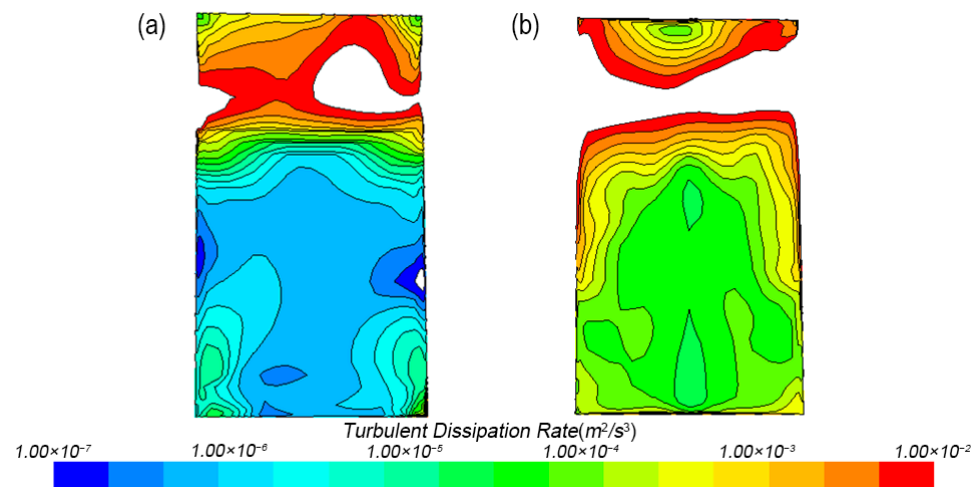 (a)
(b)
Turbulent Dissipation Rate(m²/s³)
1.00×10⁻⁷ 1.00×10⁻⁶ 1.00×10⁻⁵ 1.00×10⁻⁴ 1.00×10⁻³ 1.00×10⁻²